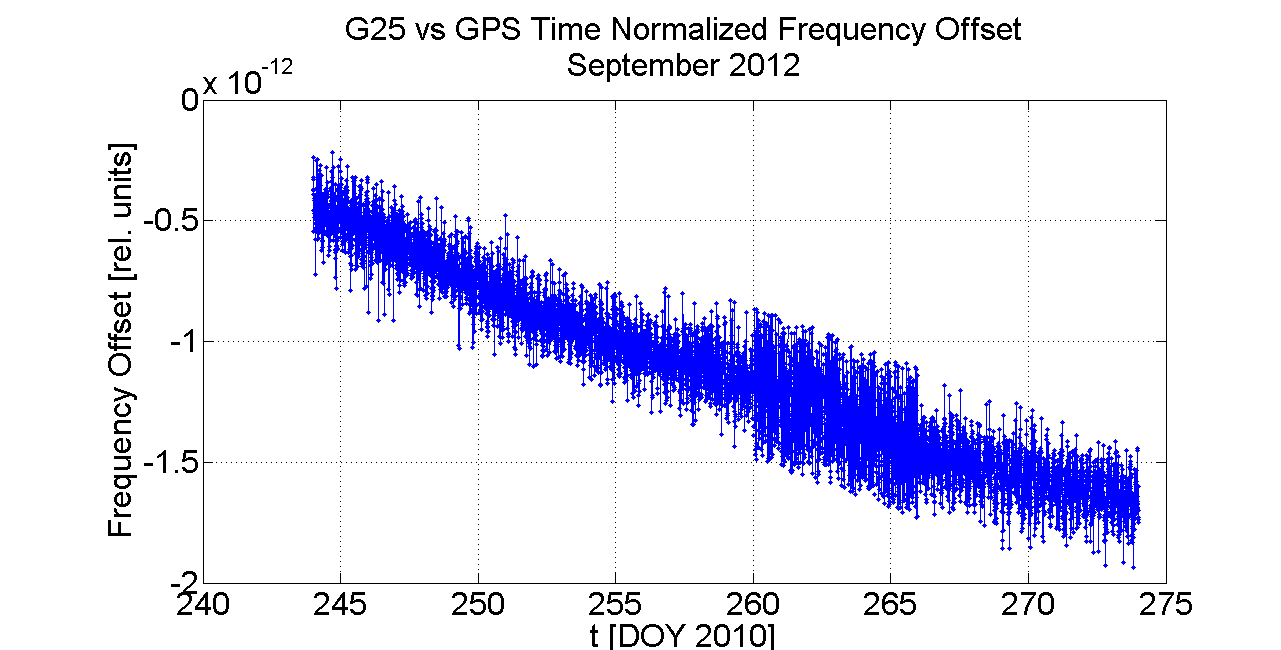 G25 vs GPS Time Normalized Frequency Offset
September 2012
x 10^-12
0
-0.5
-1
-1.5
-2
Frequency Offset [rel. units]
240 245 250 255 260 265 270 275
t [DOY 2010]